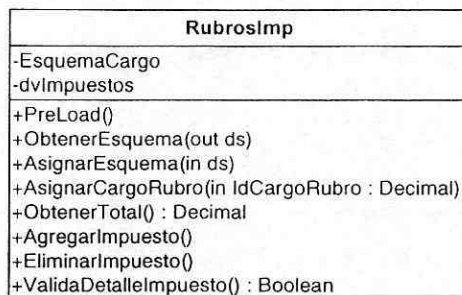 RubrosImp
-EsquemaCargo
-dvImpuestos
+PreLoad()
+ObtenerEsquema(out ds)
+AsignarEsquema(in ds)
+AsignarCargoRubro(in IdCargoRubro : Decimal)
+ObtenerTotal() : Decimal
+AgregarImpuesto()
+EliminarImpuesto()
+ValidaDetalleImpuesto() : Boolean